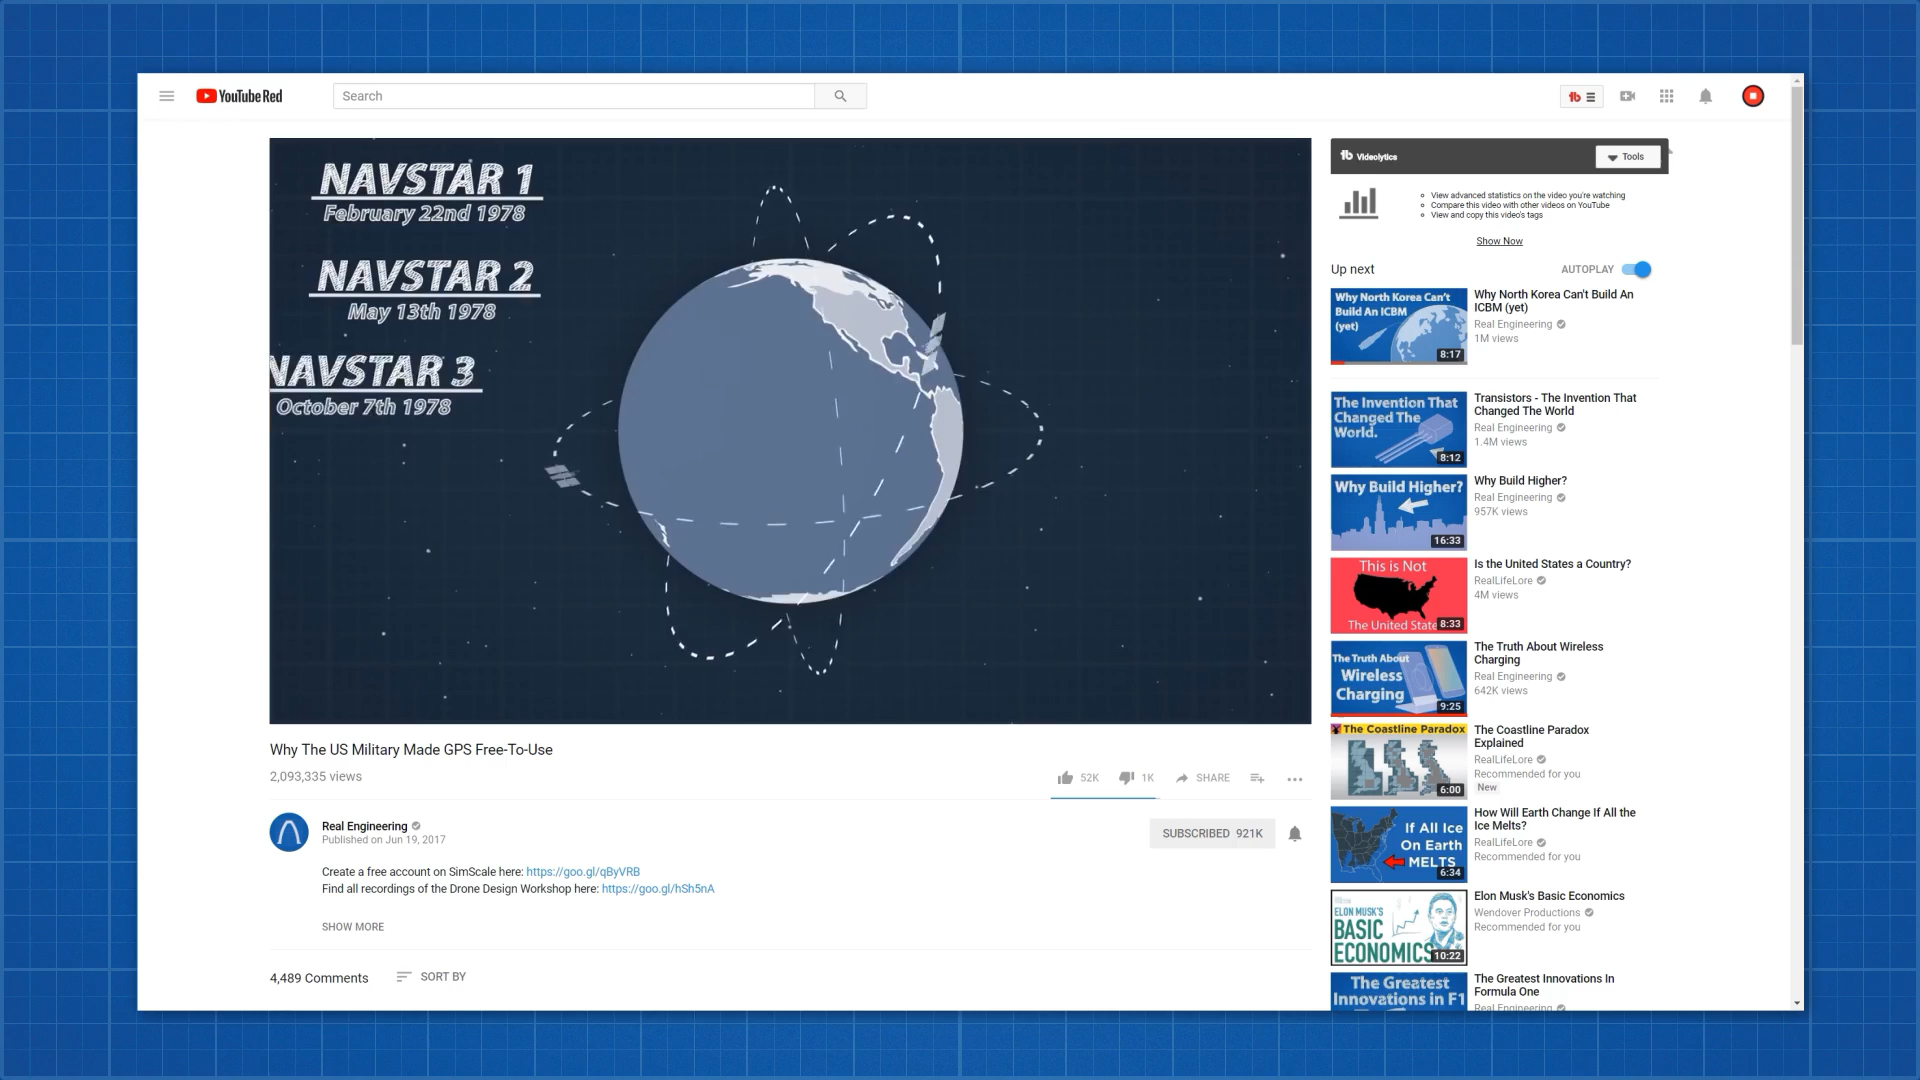 YouTube Red
Search
NAVSTAR 1
February 22nd 1978
NAVSTAR 2
May 13th 1978
NAVSTAR 3
October 7th 1978
Why The US Military Made GPS Free-To-Use
2,093,335 views
52K
1K
SHARE
Real Engineering
Published on Jun 19, 2017
SUBSCRIBED 921K
Create a free account on SimScale here: https://goo.gl/qByVRB
Find all recordings of the Drone Design Workshop here: https://goo.gl/hSh5nA
SHOW MORE
4,489 Comments
SORT BY
Videolytics
Tools
View advanced statistics on the video you're watching
Compare this video with other videos on YouTube
View and copy this video's tags
Show Now
Up next
AUTOPLAY
Why North Korea Can't
Build An ICBM
(yet)
8:17
Why North Korea Can't Build An
ICBM (yet)
Real Engineering
1M views
The Invention That
Changed The
World.
8:12
Transistors - The Invention That
Changed The World
Real Engineering
1.4M views
Why Build Higher?
16:33
Why Build Higher?
Real Engineering
957K views
This is Not
The United State
8:33
Is the United States a Country?
RealLifeLore
4M views
The Truth About
Wireless
Charging
9:25
The Truth About Wireless
Charging
Real Engineering
642K views
The Coastline Paradox
6:00
The Coastline Paradox
Explained
RealLifeLore
Recommended for you
New
If All Ice
On Earth
MELTS
6:34
How Will Earth Change If All the
Ice Melts?
RealLifeLore
Recommended for you
ELON MUSK'S
BASIC
ECONOMICS
10:22
Elon Musk's Basic Economics
Wendover Productions
Recommended for you
The Greatest
Innovations in F1
The Greatest Innovations In
Formula One
Real Engineering